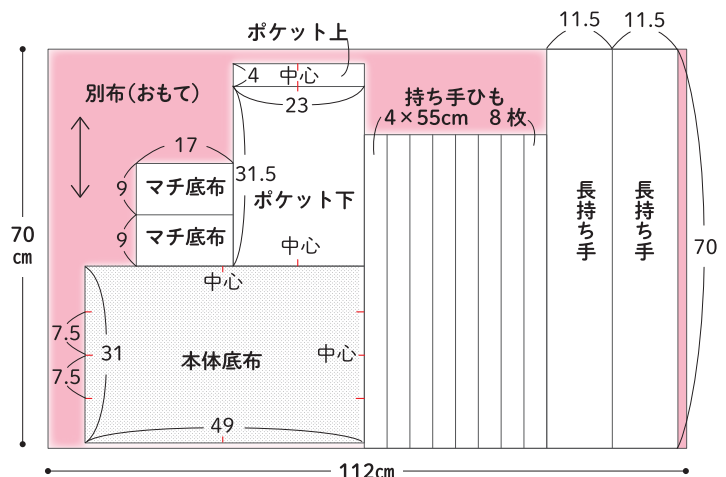 11.5
11.5
ポケット上
4
中心
23
別布(おもて)
持ち手ひも
4×55cm 8枚
17
31.5
9
マチ底布
ポケット下
長持ち手
長持ち手
9
マチ底布
中心
70
cm
70
中心
7.5
31
中心
本体底布
7.5
49
112cm